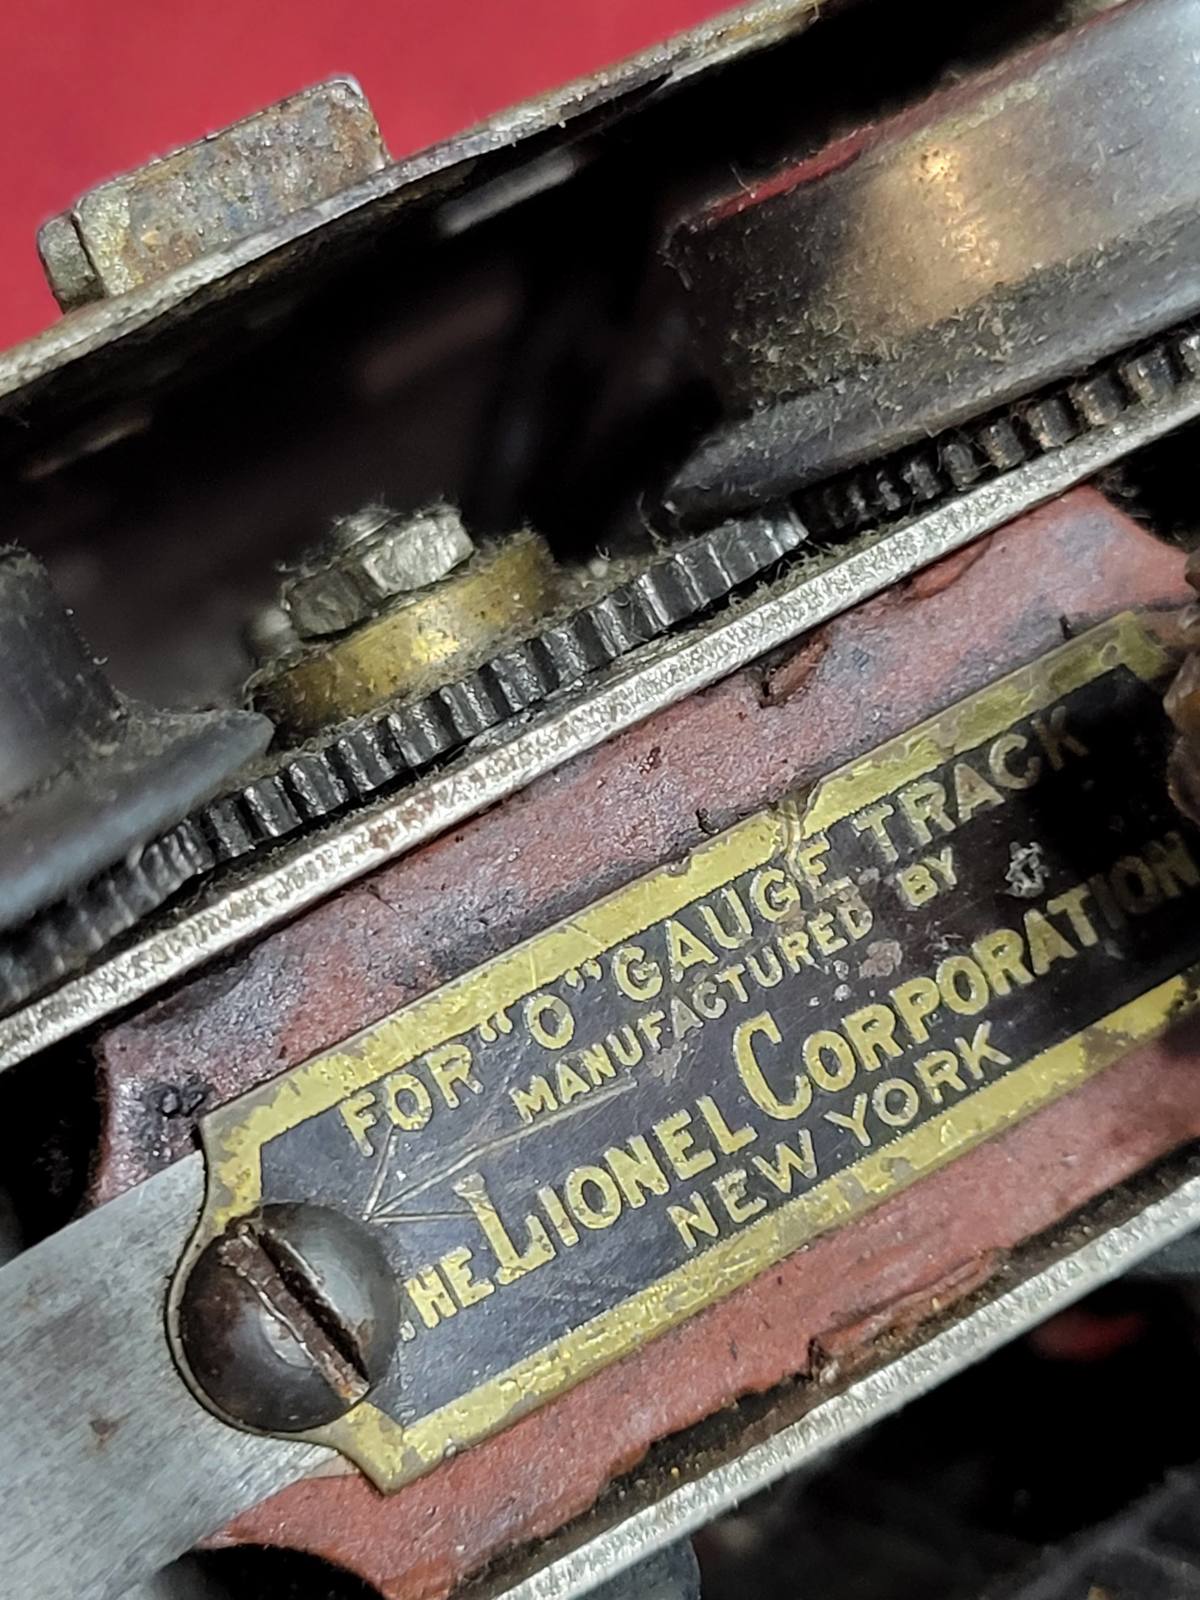 FOR "O" GAUGE TRACK
MANUFACTURED BY
THE LIONEL CORPORATION
NEW YORK